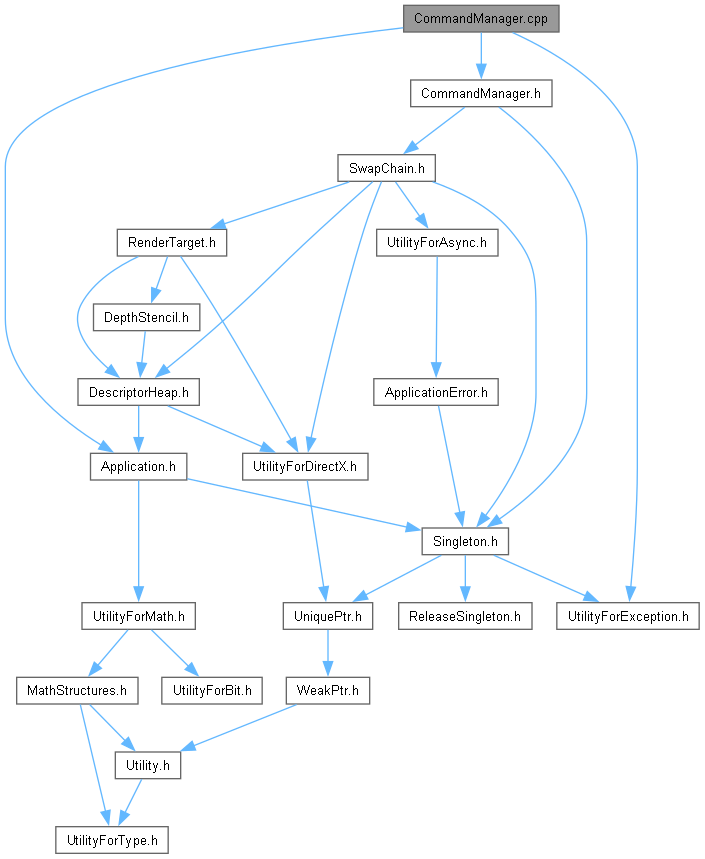 CommandManager.cpp
CommandManager.h
SwapChain.h
RenderTarget.h
UtilityForAsync.h
DepthStencil.h
DescriptorHeap.h
ApplicationError.h
Application.h
UtilityForDirectX.h
Singleton.h
UtilityForMath.h
UniquePtr.h
ReleaseSingleton.h
UtilityForException.h
MathStructures.h
UtilityForBit.h
WeakPtr.h
Utility.h
UtilityForType.h